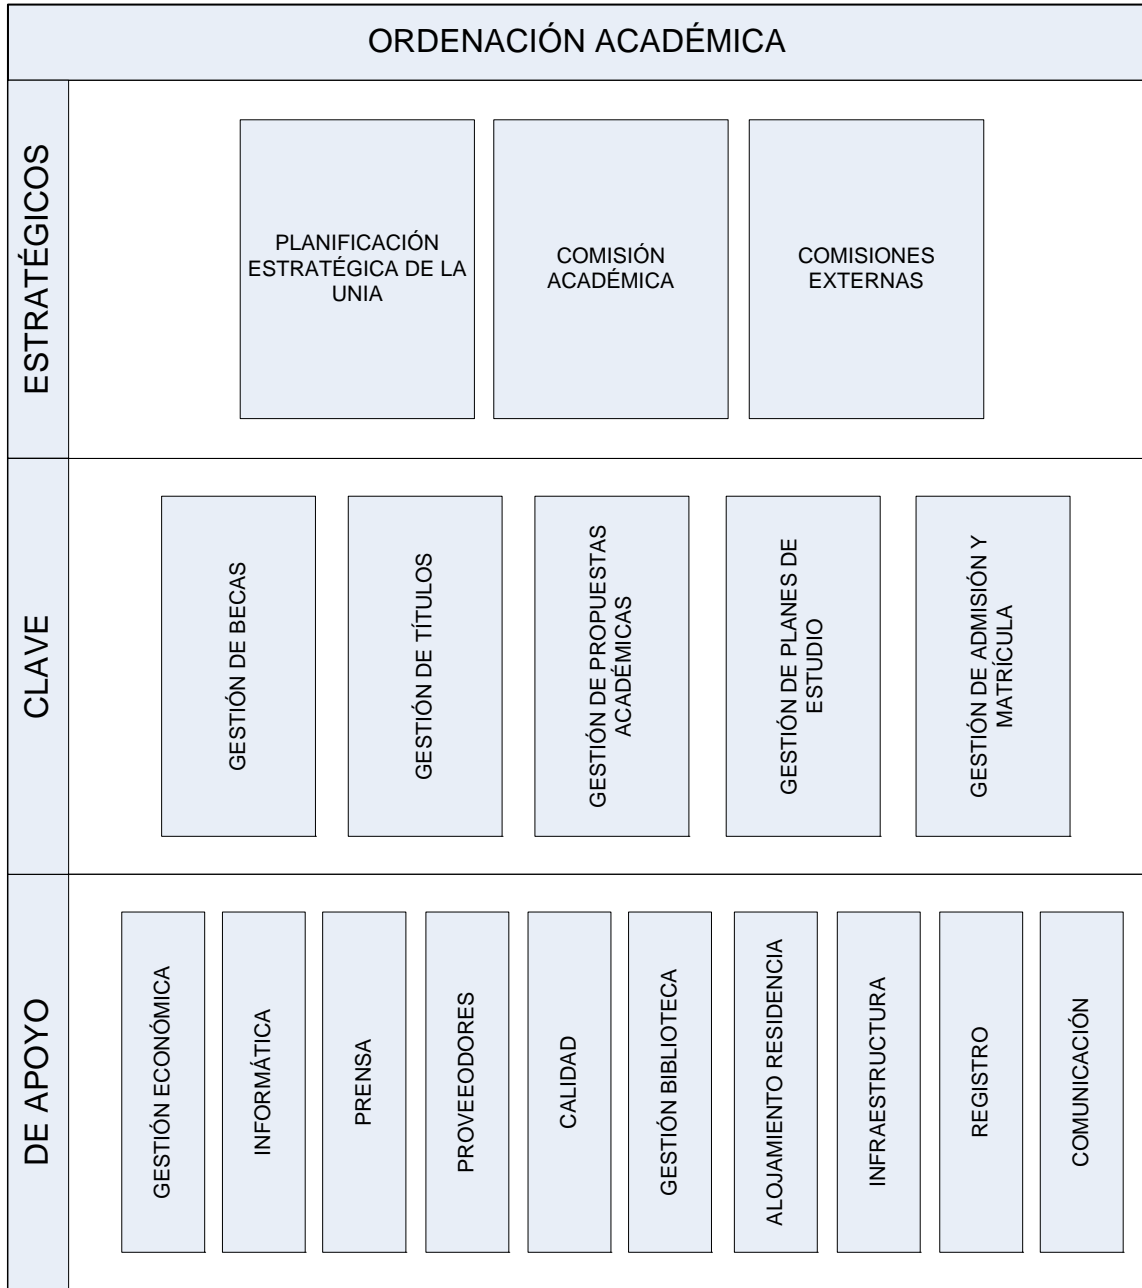 ORDENACIÓN ACADÉMICA
ESTRATÉGICOS
PLANIFICACIÓN
ESTRATÉGICA DE LA
UNIA
COMISIÓN
ACADÉMICA
COMISIONES
EXTERNAS
CLAVE
GESTIÓN DE BECAS
GESTIÓN DE TÍTULOS
GESTIÓN DE PROPUESTAS
ACADÉMICAS
GESTIÓN DE PLANES DE
ESTUDIO
GESTIÓN DE ADMISIÓN Y
MATRÍCULA
DE APOYO
GESTIÓN ECONÓMICA
INFORMÁTICA
PRENSA
PROVEEODORES
CALIDAD
GESTIÓN BIBLIOTECA
ALOJAMIENTO RESIDENCIA
INFRAESTRUCTURA
REGISTRO
COMUNICACIÓN